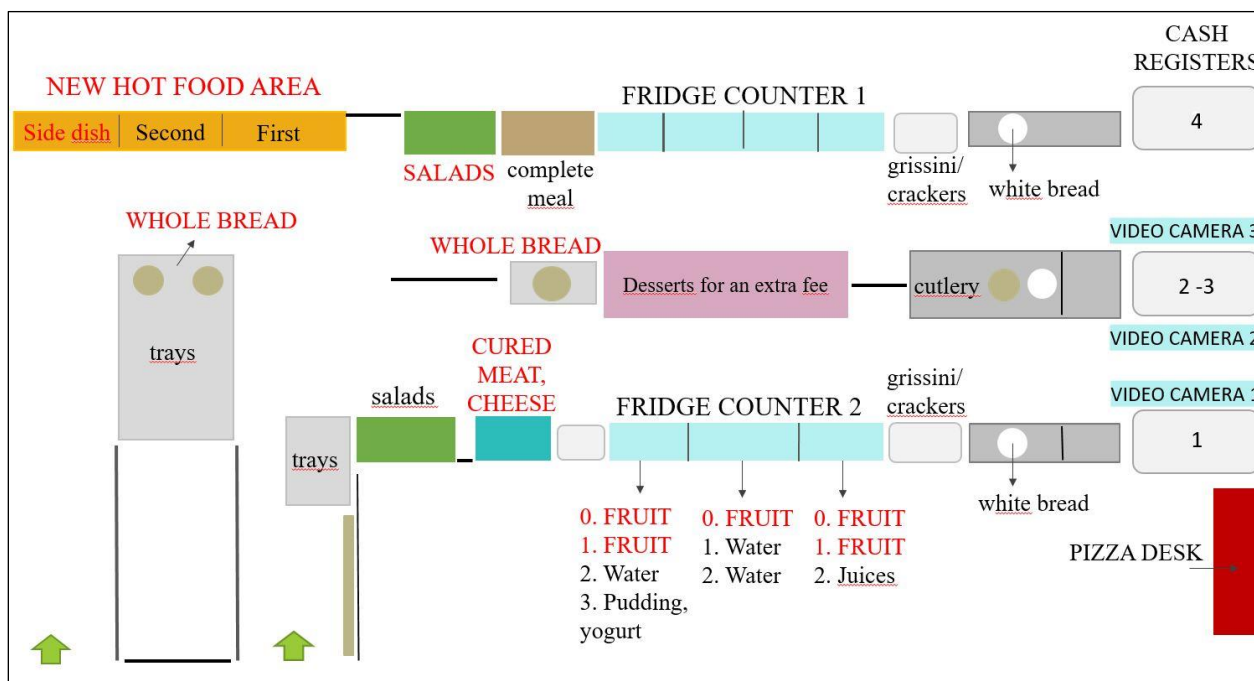 CASH
REGISTERS
NEW HOT FOOD AREA
FRIDGE COUNTER 1
Side dish
Second
First
4
SALADS
complete
meal
grissini/
crackers
white bread
WHOLE BREAD
WHOLE BREAD
VIDEO CAMERA 3
Desserts for an extra fee
cutlery
2 -3
trays
VIDEO CAMERA 2
CURED
MEAT,
CHEESE
salads
FRIDGE COUNTER 2
grissini/
crackers
VIDEO CAMERA 1
trays
1
white bread
0. FRUIT
1. FRUIT
2. Water
3. Pudding,
yogurt
0. FRUIT
1. Water
2. Water
0. FRUIT
1. FRUIT
2. Juices
PIZZA DESK